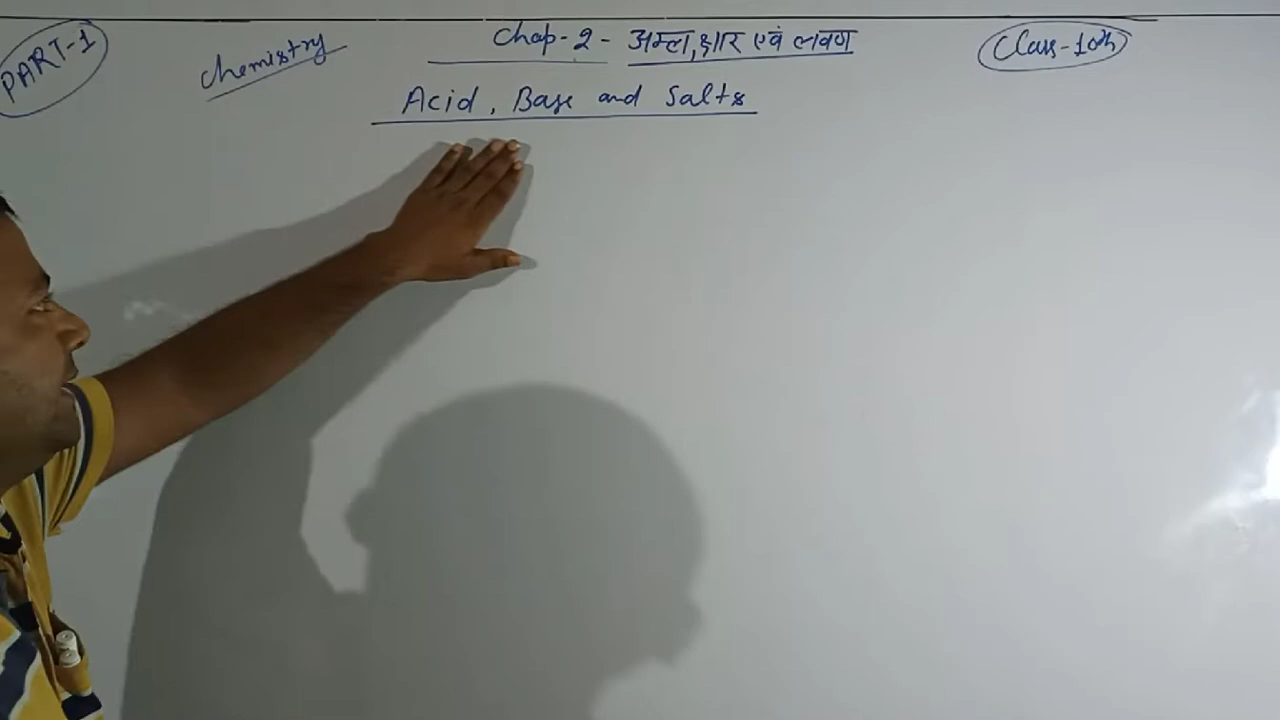 PART-1
Chemistry
Chap-2- अम्ल, क्षार एवं लवण
Class-10th
Acid, Base and Salts